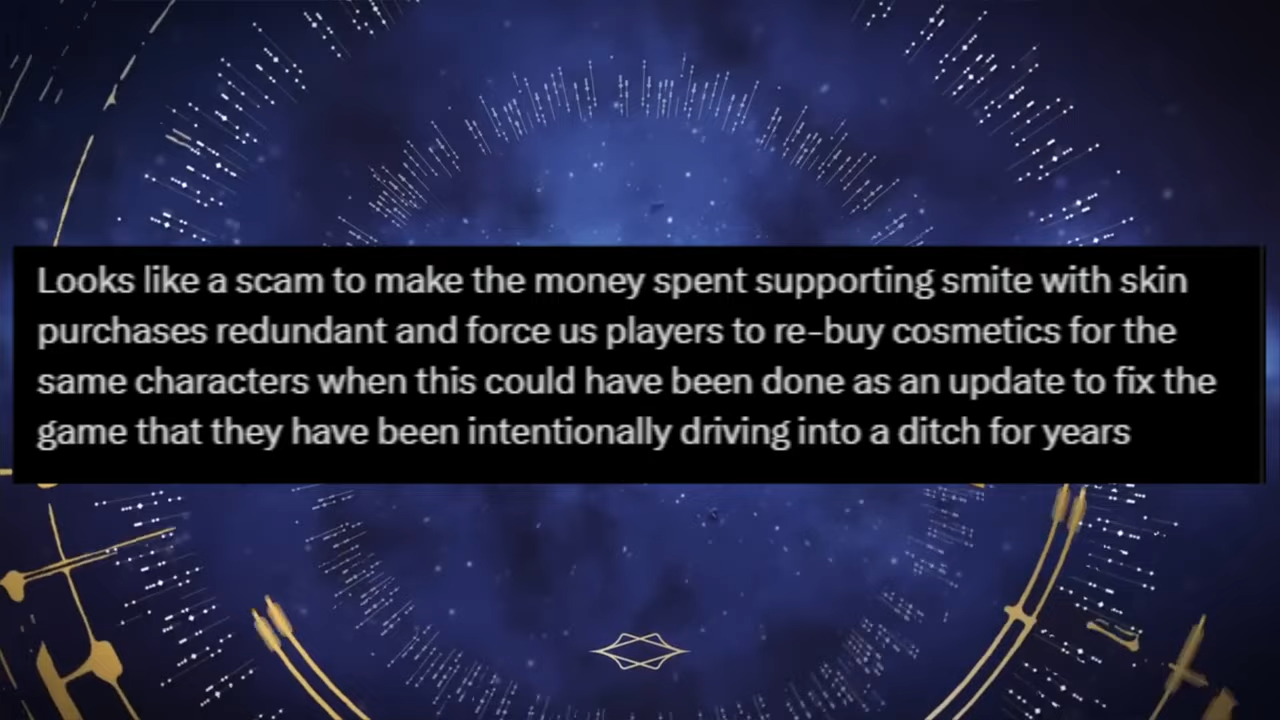 Looks like a scam to make the money spent supporting smite with skin
purchases redundant and force us players to re-buy cosmetics for the
same characters when this could have been done as an update to fix the
game that they have been intentionally driving into a ditch for years